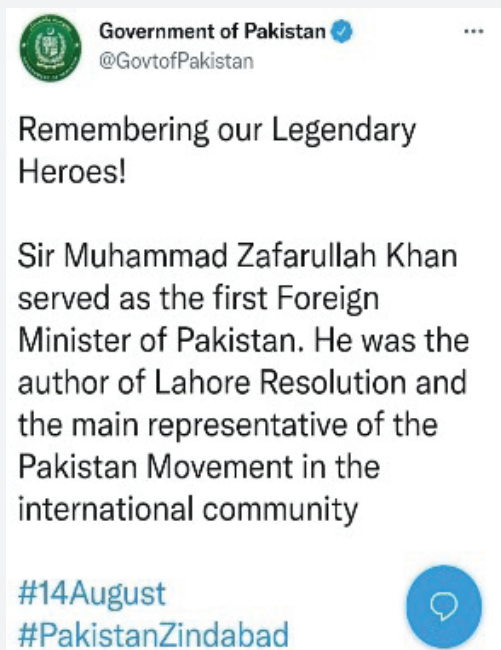 Government of Pakistan
@GovtofPakistan
Remembering our Legendary
Heroes!
Sir Muhammad Zafarullah Khan
served as the first Foreign
Minister of Pakistan. He was the
author of Lahore Resolution and
the main representative of the
Pakistan Movement in the
international community
#14August
#PakistanZindabad